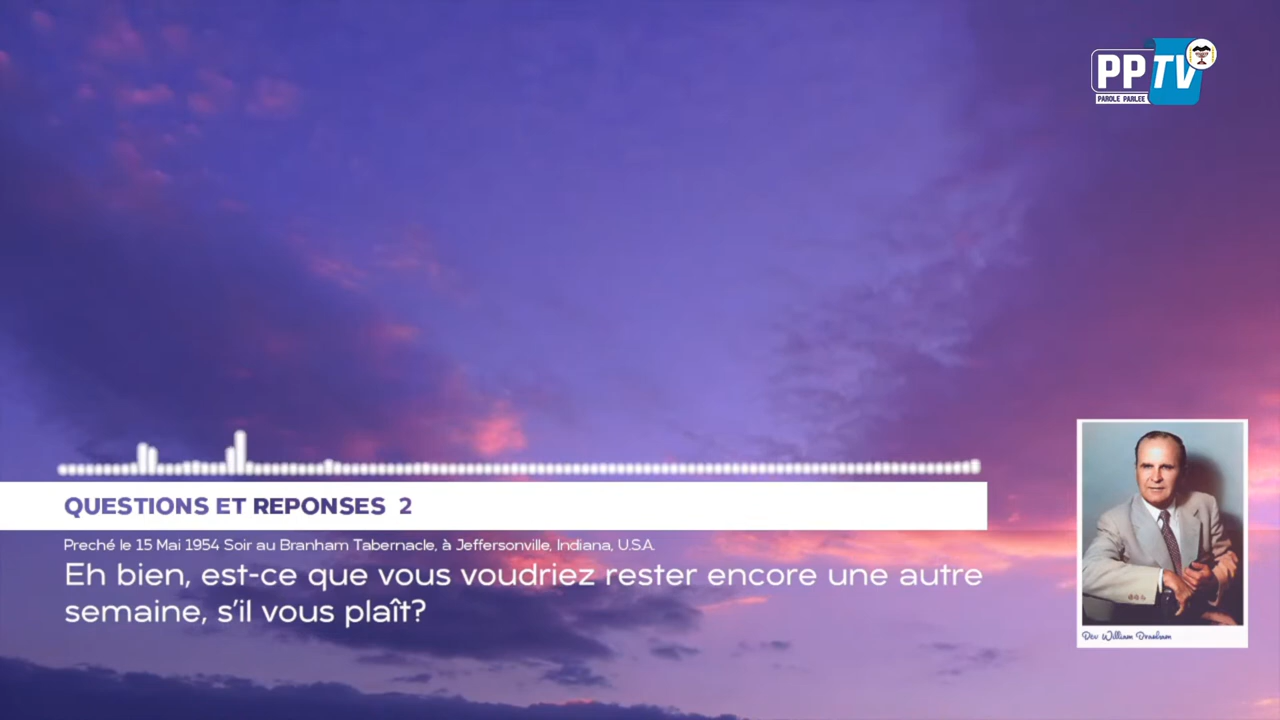 PPTV
PAROLE PARLEE
QUESTIONS ET REPONSES 2
Preché le 15 Mai 1954 Soir au Branham Tabernacle, à Jeffersonville, Indiana, U.S.A.
Eh bien, est-ce que vous voudriez rester encore une autre
semaine, s'il vous plaît?
Rev William Branham